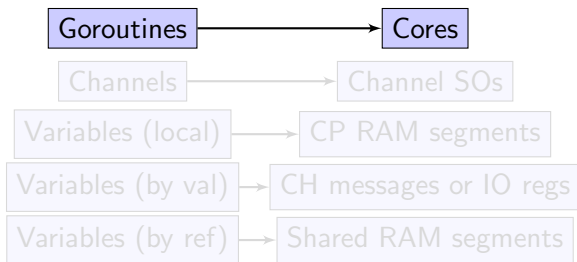 Goroutines Cores
Channels Channel SOs
Variables (local) CP RAM segments
Variables (by val) CH messages or IO regs
Variables (by ref) Shared RAM segments